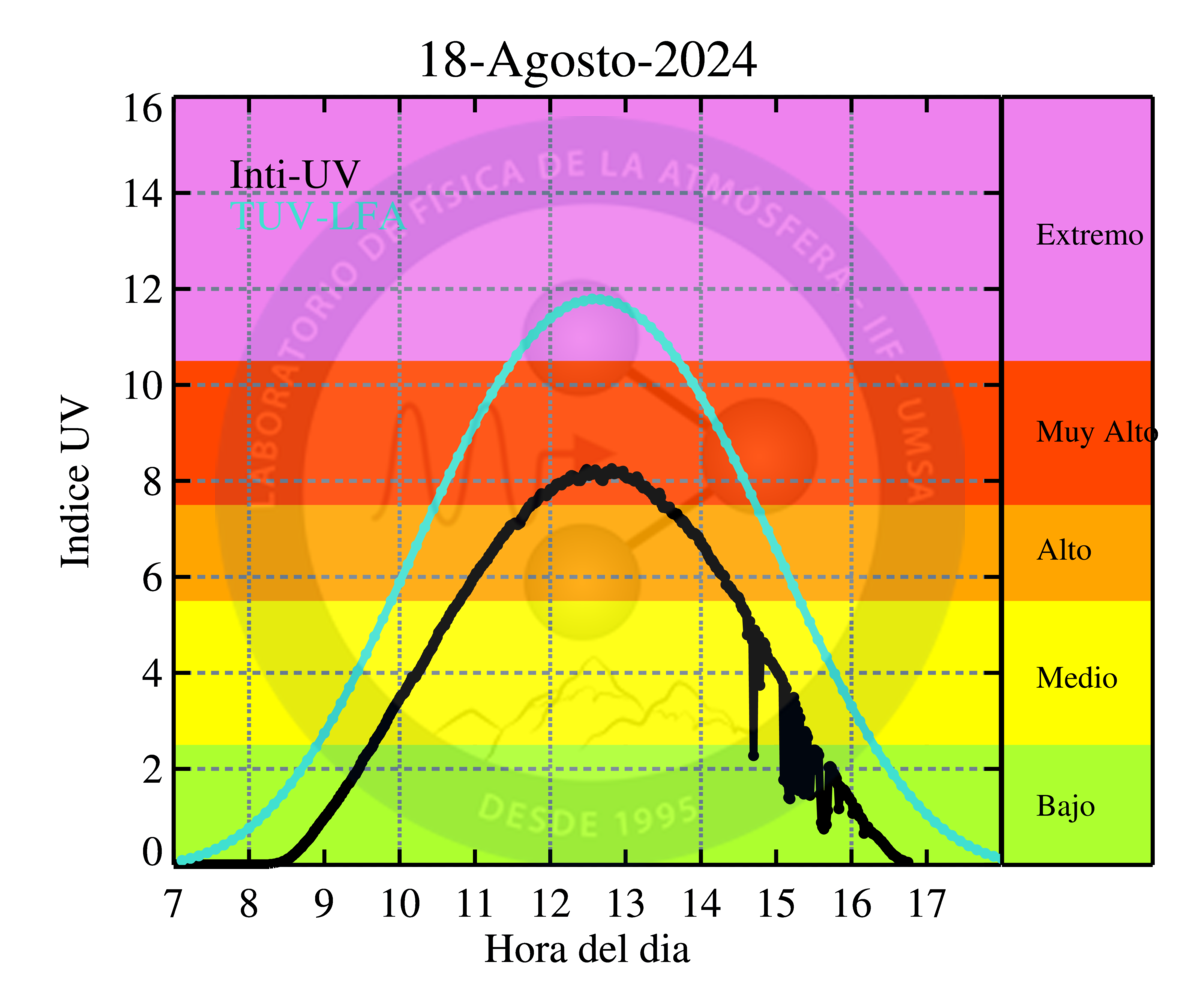 18-Agosto-2024
16
14
12
10
8
6
4
2
0
Indice UV
Inti-UV
TUV-LFA
LABORATORIO DE FÍSICA DE LA ATMÓSFERA - IIF - UMSA
DESDE 1995
Extremo
Muy Alto
Alto
Medio
Bajo
7 8 9 10 11 12 13 14 15 16 17
Hora del dia